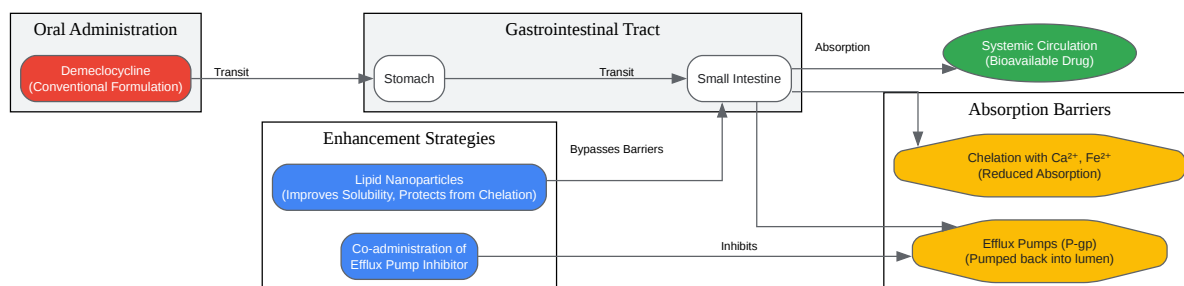 Oral Administration
Demeclocycline
(Conventional Formulation)
Transit
Gastrointestinal Tract
Stomach
Transit
Small Intestine
Absorption
Systemic Circulation
(Bioavailable Drug)
Enhancement Strategies
Lipid Nanoparticles
(Improves Solubility, Protects from Chelation)
Bypasses Barriers
Co-administration of
Efflux Pump Inhibitor
Inhibits
Absorption Barriers
Chelation with Ca²⁺, Fe²⁺
(Reduced Absorption)
Efflux Pumps (P-gp)
(Pumped back into lumen)